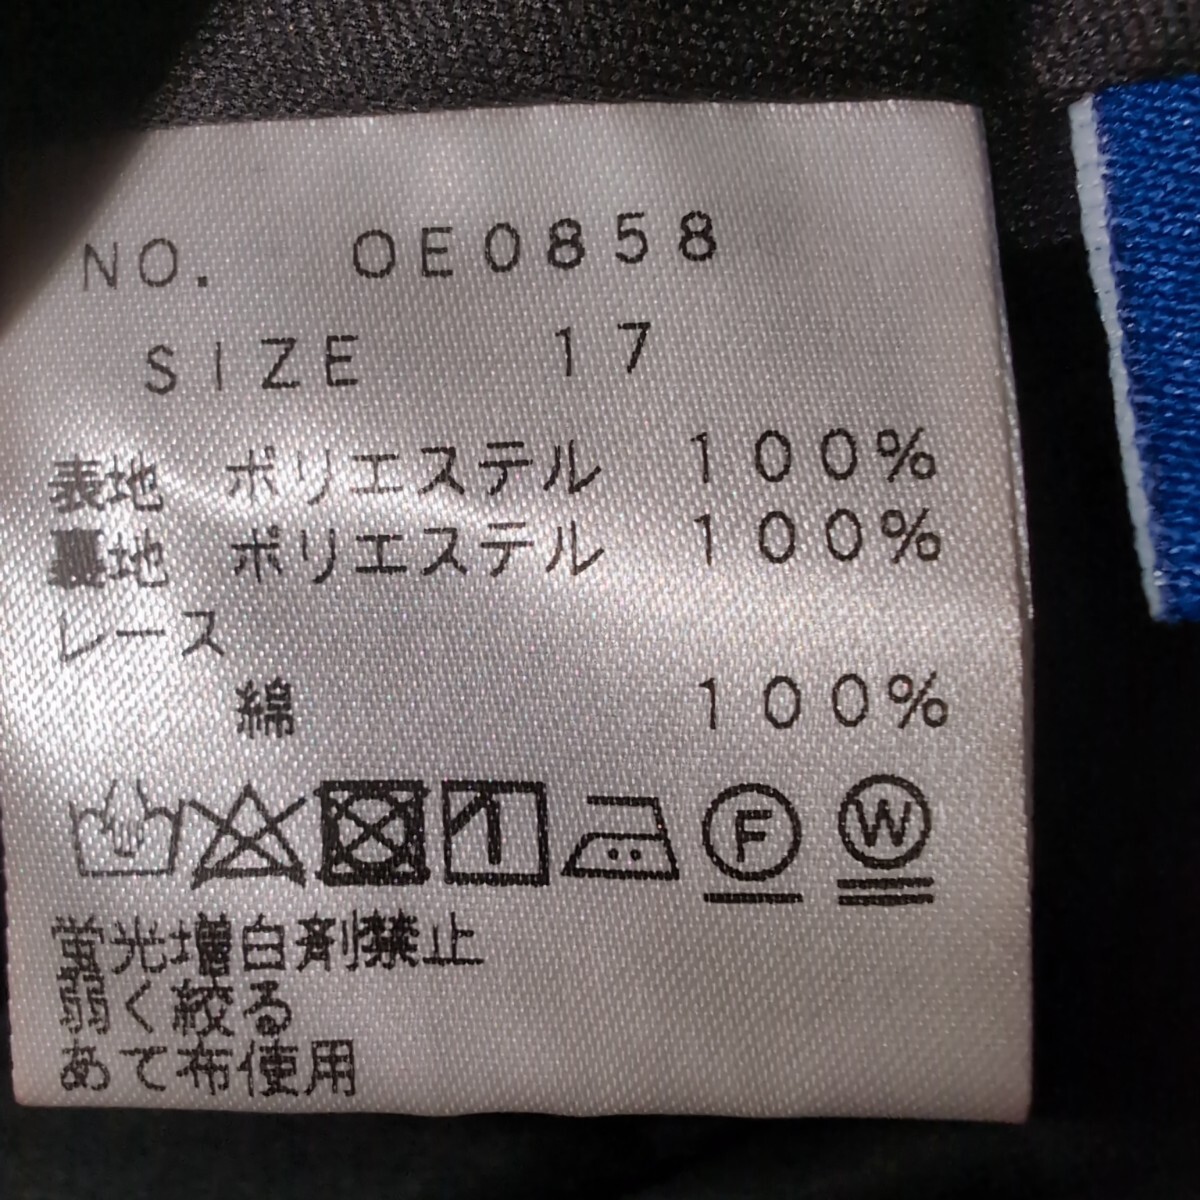 NO. OE0858
SIZE 17
表地 ポリエステル 100%
裏地 ポリエステル 100%
レース
綿 100%
F W
蛍光増白剤禁止
弱く絞る
あて布使用